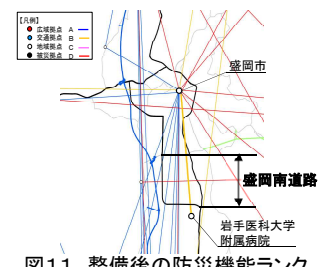 【凡例】
広域拠点 A
交通拠点 B
地域拠点 C
被災拠点 D
盛岡市
盛岡南道路
岩手医科大学
附属病院
図11 整備後の防災機能ランク